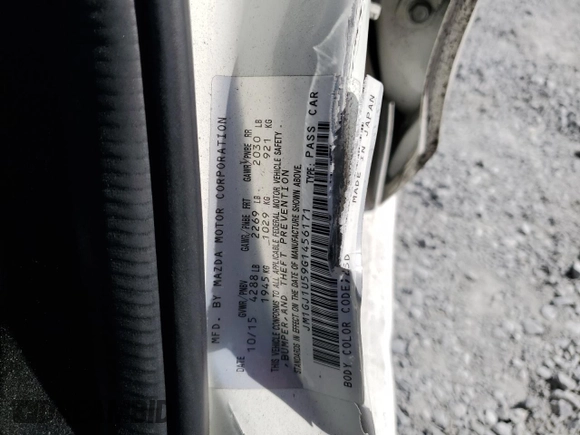 MFD. BY MAZDA MOTOR CORPORATION
DATE GVWR/PNBV GAWR/PNBE FRT GAWR/PNBE RR
10/15 4288 LB 2269 LB 2030 LB
1945 KG 1029 KG 921 KG
THIS VEHICLE CONFORMS TO ALL APPLICABLE FEDERAL MOTOR VEHICLE SAFETY
, BUMPER, AND THEFT PREVENTION
STANDARDS IN EFFECT ON THE DATE OF MANUFACTURE SHOWN ABOVE.
JM1GJ1U59G1456171 TYPE: PASS CAR
BODY COLOR CODE:
MADE IN JAPAN